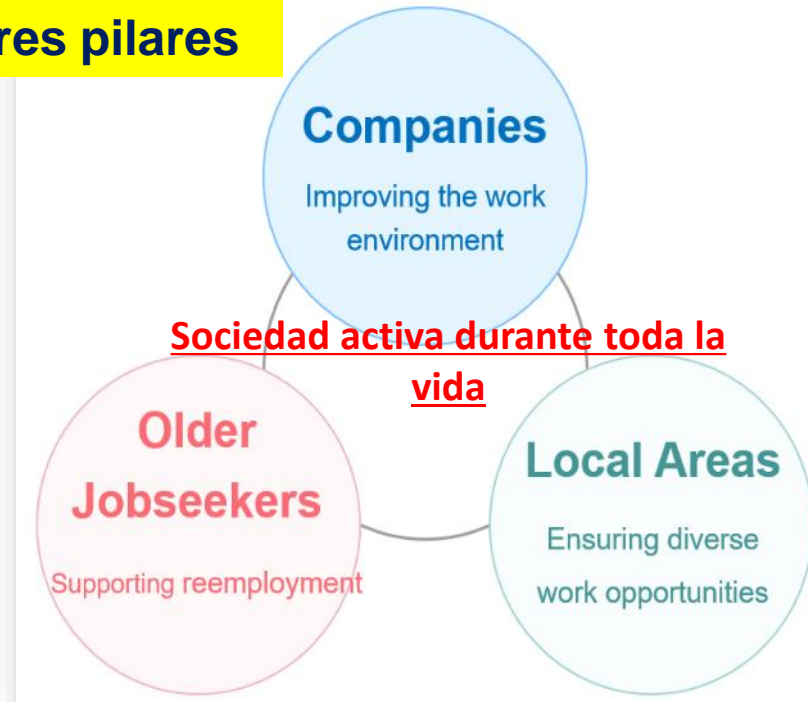 res pilares
Companies
Improving the work
environment
Sociedad activa durante toda la
vida
Older
Jobseekers
Supporting reemployment
Local Areas
Ensuring diverse
work opportunities